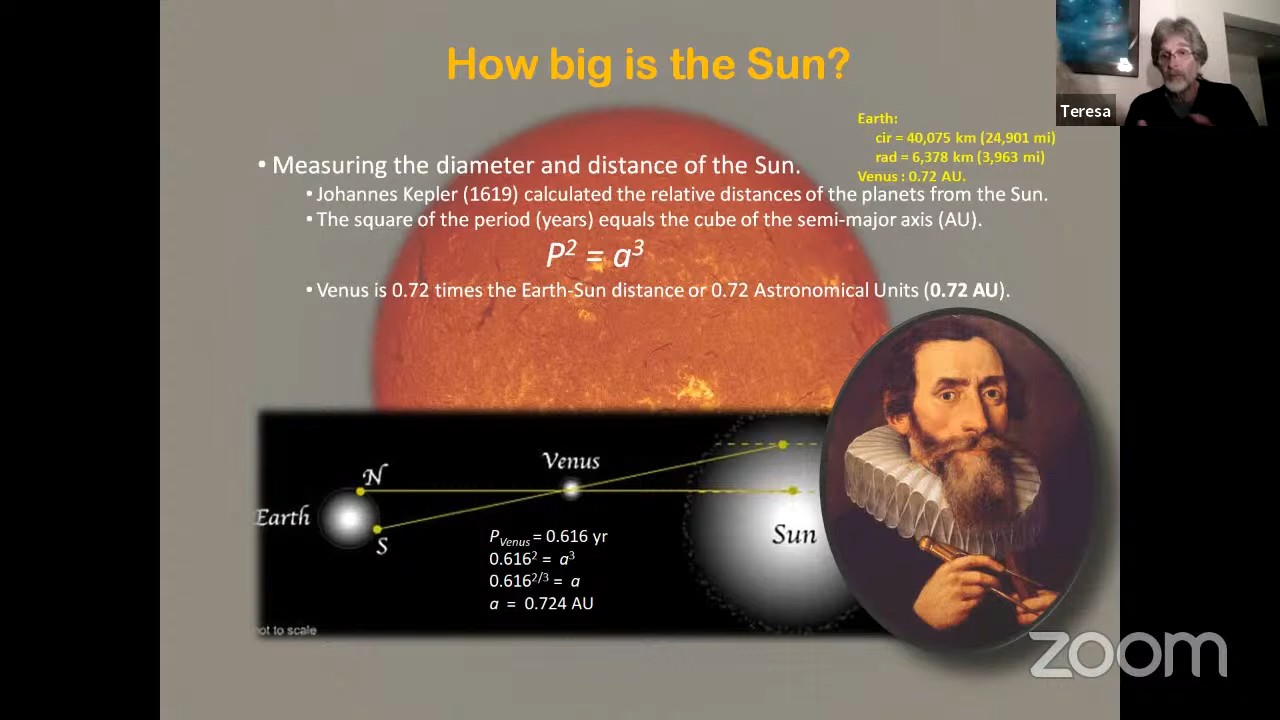 How big is the Sun?
Teresa
Earth:
cir = 40,075 km (24,901 mi)
rad = 6,378 km (3,963 mi)
Venus : 0.72 AU.
• Measuring the diameter and distance of the Sun.
• Johannes Kepler (1619) calculated the relative distances of the planets from the Sun.
• The square of the period (years) equals the cube of the semi-major axis (AU).
P² = a³
• Venus is 0.72 times the Earth-Sun distance or 0.72 Astronomical Units (0.72 AU).
N
Venus
Earth
S
Sun
P_Venus = 0.616 yr
0.616² = a³
0.616^2/3 = a
a = 0.724 AU
ot to scale
zoom